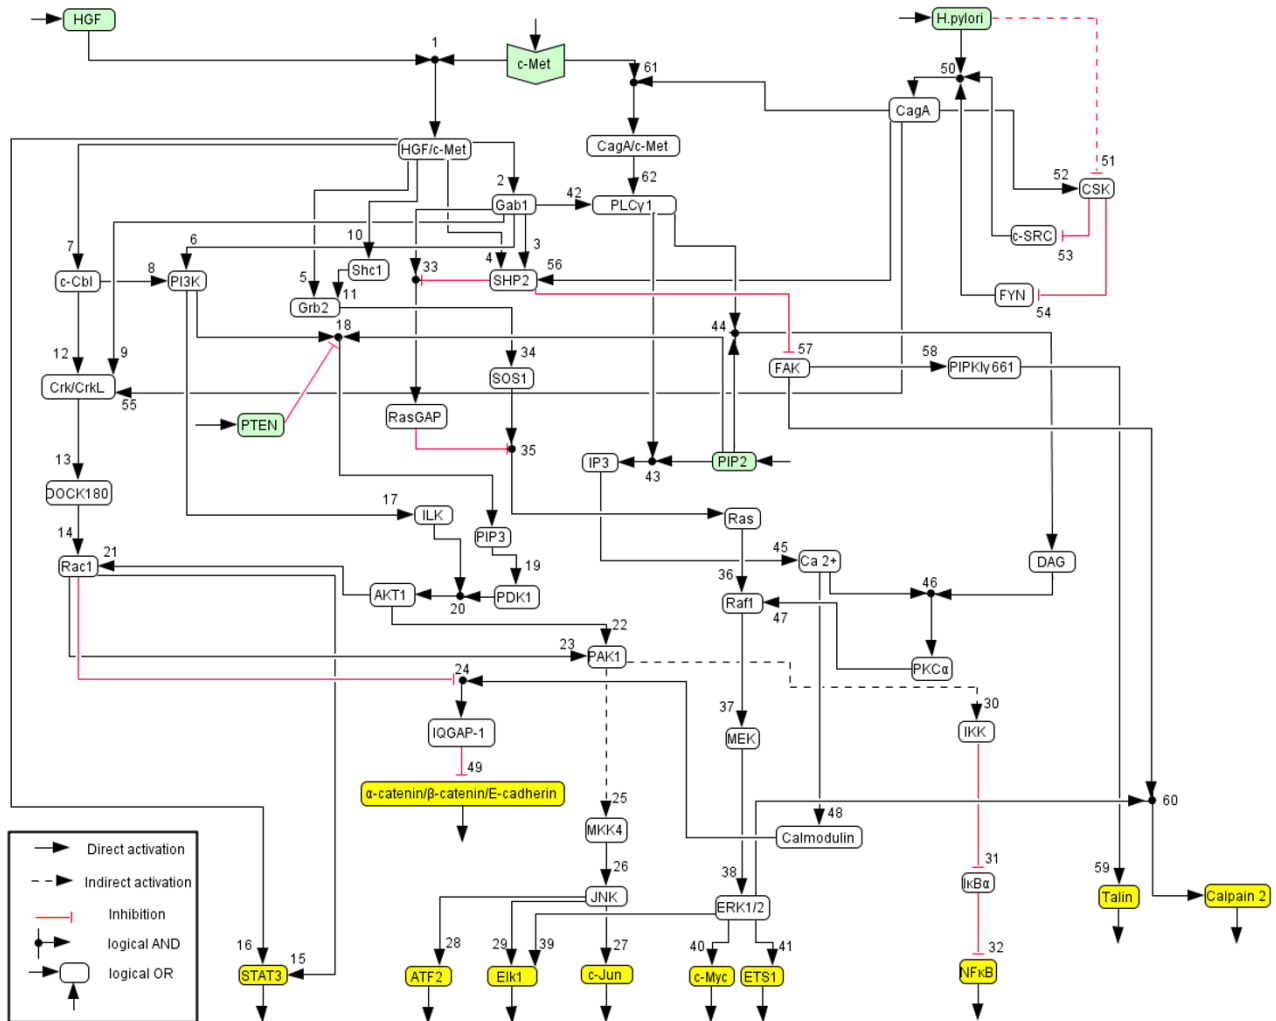 HGF
H.pylori
1
c-Met
61
50
CagA
HGF/c-Met
CagA/c-Met
51
2
42
62
52
CSK
Gab1
PLCγ1
10
c-SRC
7
6
3
4
33
56
53
5
Shc1
c-Cbl
8
PI3K
11
SHP2
FYN
54
Grb2
18
44
12
9
34
57
58
FAK
PIPKIγ661
SOS1
Crk/CrkL
55
RasGAP
PTEN
35
13
IP3
43
PIP2
DOCK180
17
ILK
Ras
14
PIP3
21
45
Rac1
19
36
Ca 2+
DAG
AKT1
20
PDK1
46
Raf1
47
22
23
PAK1
24
PKCα
37
30
IQGAP-1
MEK
IKK
49
α-catenin/β-catenin/E-cadherin
25
48
60
MKK4
Calmodulin
Direct activation
26
31
38
59
Indirect activation
JNK
IκBα
Talin
Calpain 2
ERK1/2
Inhibition
logical AND
16
15
28
29
39
27
40
41
32
logical OR
STAT3
ATF2
Elk1
c-Jun
c-Myc
ETS1
NFκB